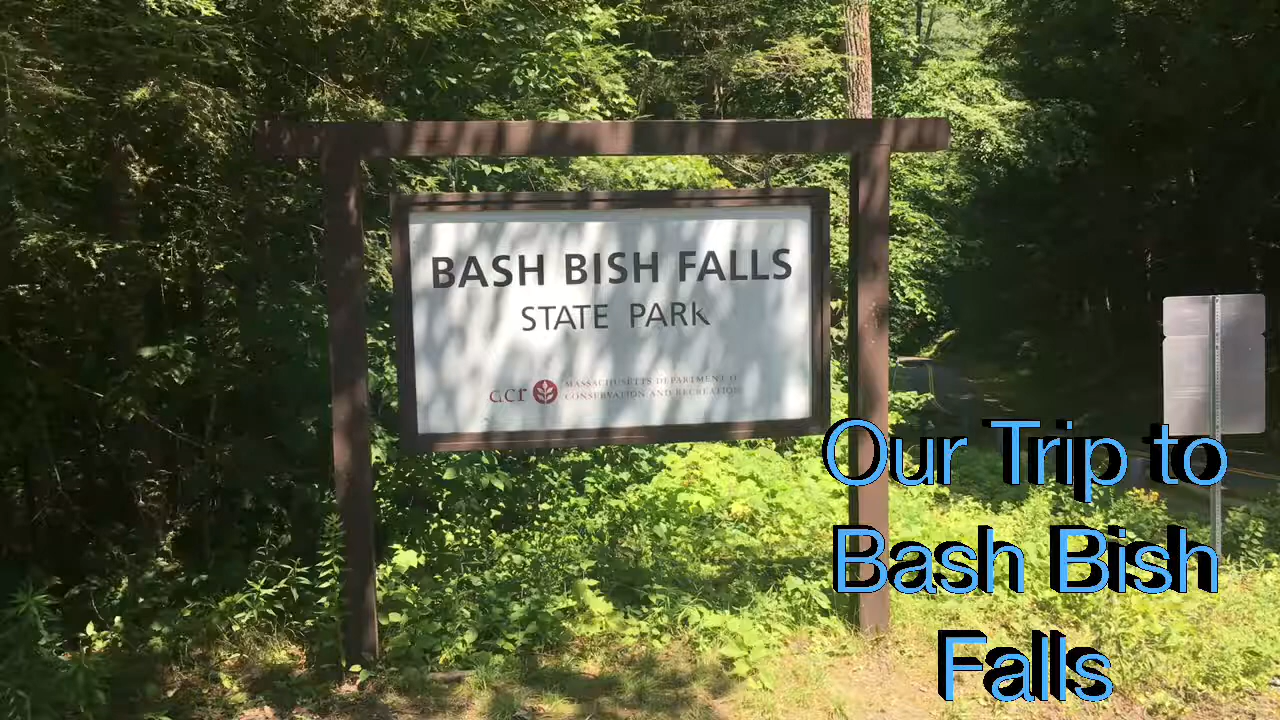 BASH BISH FALLS
STATE PARK
dcr
MASSACHUSETTS DEPARTMENT OF
CONSERVATION AND RECREATION
Our Trip to
Bash Bish
Falls